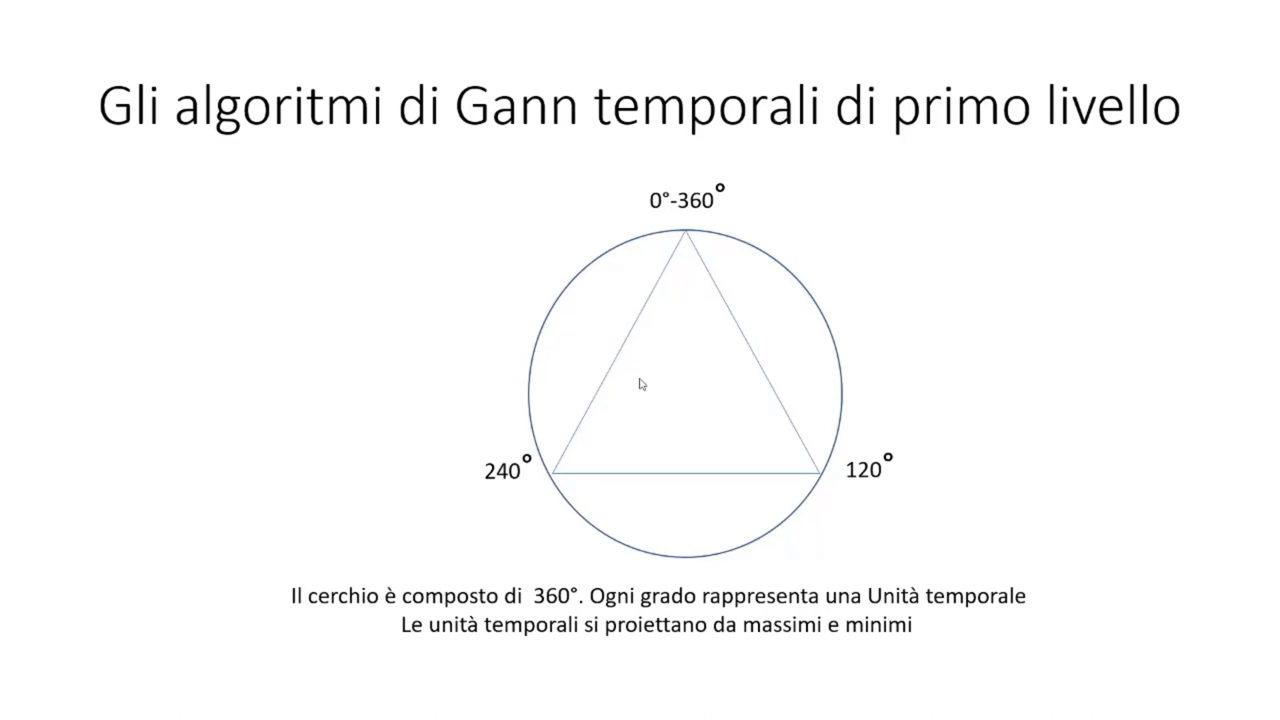 Gli algoritmi di Gann temporali di primo livello
0°-360°
240°
120°
Il cerchio è composto di  360°. Ogni grado rappresenta una Unità temporale
Le unità temporali si proiettano da massimi e minimi